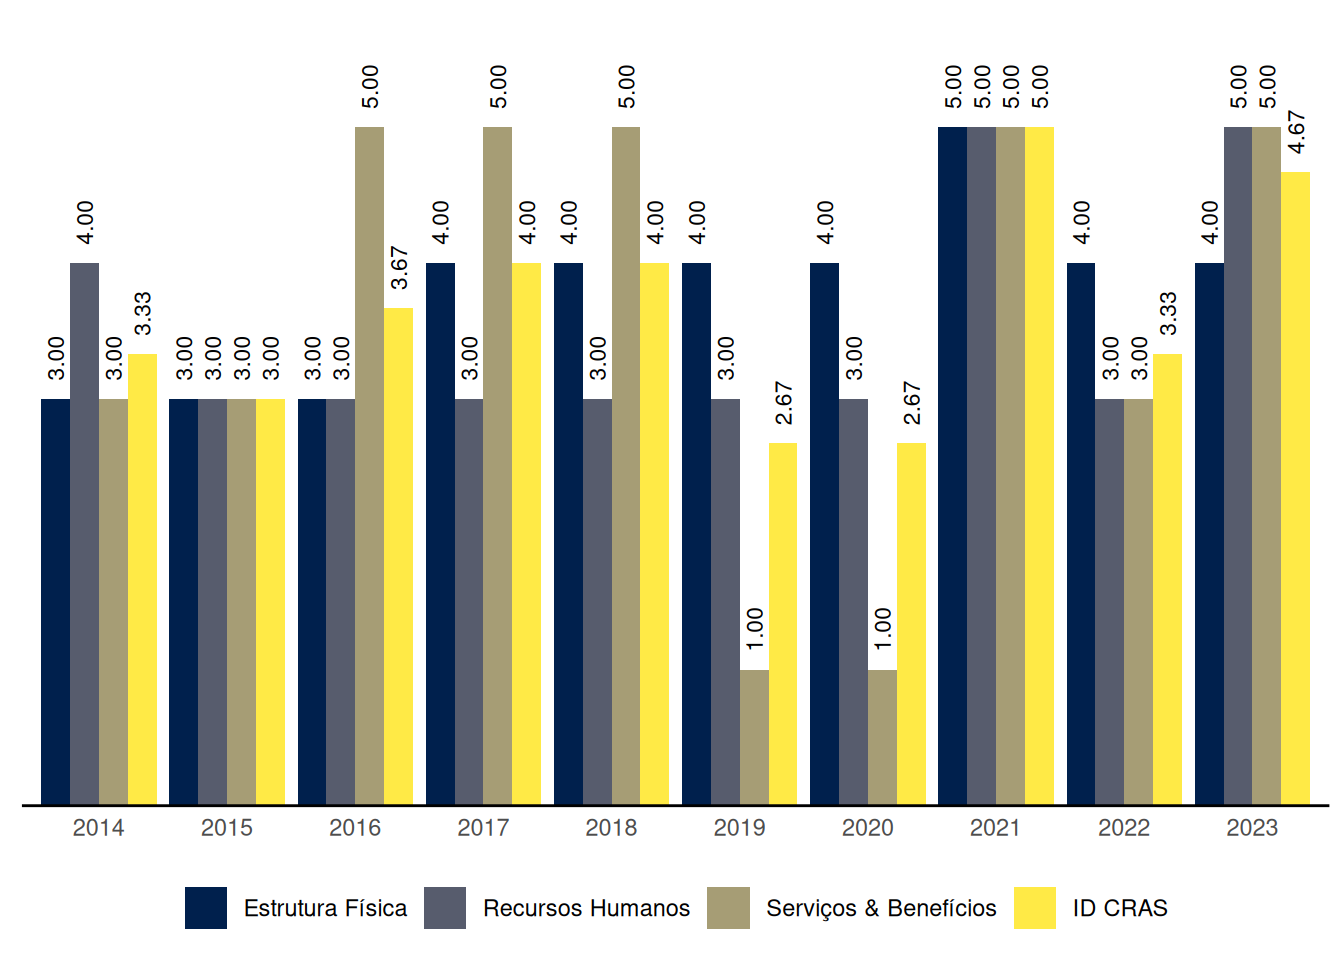 3.00 4.00 3.00 3.33
3.00 3.00 3.00 3.00
3.00 3.00 5.00 3.67
4.00 3.00 5.00 4.00
4.00 3.00 5.00 4.00
4.00 3.00 1.00 2.67
4.00 3.00 1.00 2.67
5.00 5.00 5.00 5.00
4.00 3.00 3.00 3.33
4.00 5.00 5.00 4.67
2014 2015 2016 2017 2018 2019 2020 2021 2022 2023
Estrutura Física Recursos Humanos Serviços & Benefícios ID CRAS